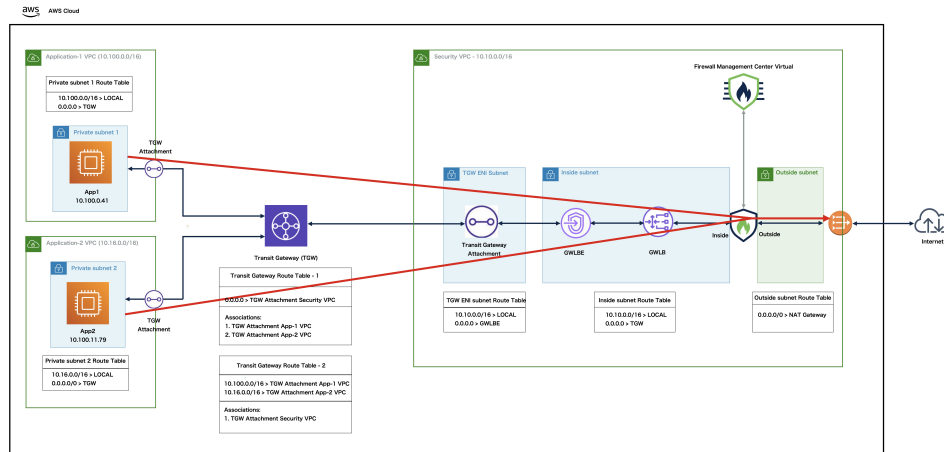 aws
AWS Cloud
Application-1 VPC (10.100.0.0/16)
Private subnet 1 Route Table
10.100.0.0/16 > LOCAL
0.0.0.0 > TGW
Private subnet 1
App1
10.100.0.41
TGW
Attachment
Application-2 VPC (10.16.0.0/16)
Private subnet 2
App2
10.100.11.79
TGW
Attachment
Private subnet 2 Route Table
10.16.0.0/16 > LOCAL
0.0.0.0/0 > TGW
Transit Gateway (TGW)
Transit Gateway Route Table - 1
0.0.0.0 > TGW Attachment Security VPC
Associations:
1. TGW Attachment App-1 VPC
2. TGW Attachment App-2 VPC
Transit Gateway Route Table - 2
10.100.0.0/16 > TGW Attachment App-1 VPC
10.16.0.0/16 > TGW Attachment App-2 VPC
Associations:
1. TGW Attachment Security VPC
Security VPC - 10.10.0.0/16
Firewall Management Center Virtual
TGW ENI Subnet
Transit Gateway
Attachment
Inside subnet
GWLBE
GWLB
Inside
Outside
Outside subnet
Internet
TGW ENI subnet Route Table
10.10.0.0/16 > LOCAL
0.0.0.0 > GWLBE
Inside subnet Route Table
10.10.0.0/16 > LOCAL
0.0.0.0 > TGW
Outside subnet Route Table
0.0.0.0/0 > NAT Gateway